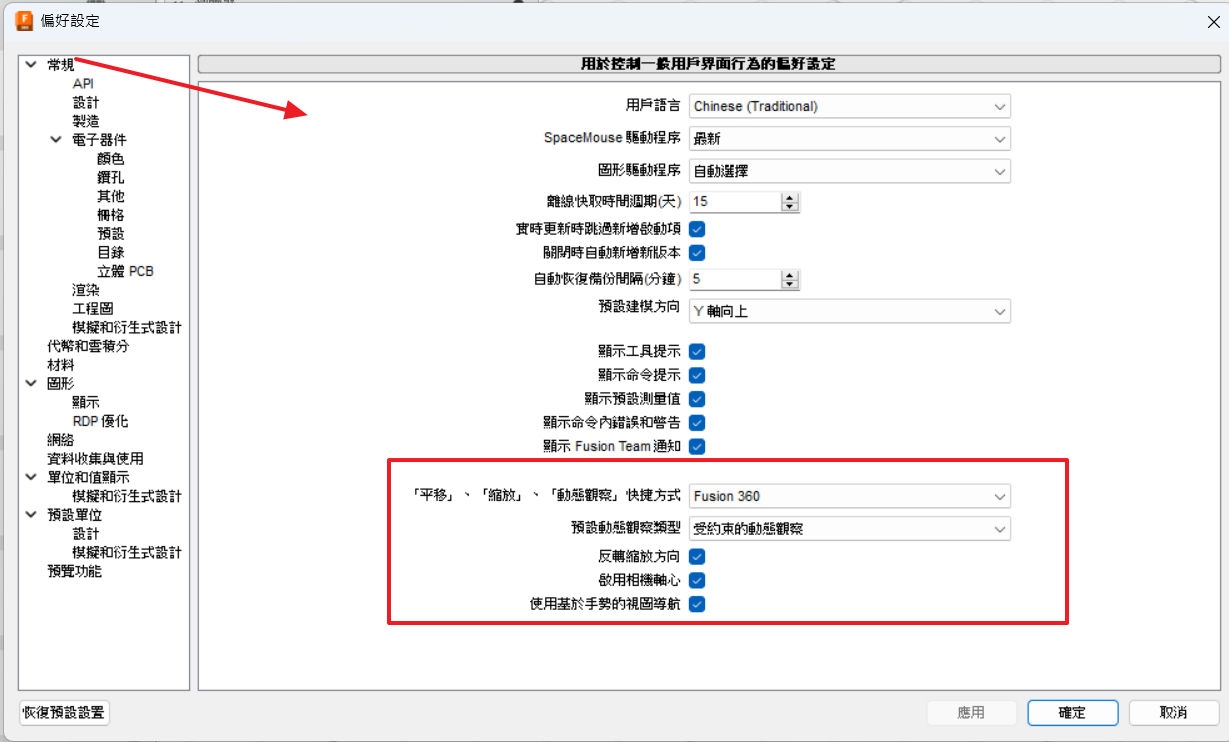 偏好設定
常規
API
設計
製造
電子器件
顏色
鑽孔
其他
柵格
預設
目錄
立體 PCB
渲染
工程圖
模擬和衍生式設計
代幣和雲積分
材料
圖形
顯示
RDP 優化
網絡
資料收集與使用
單位和值顯示
模擬和衍生式設計
預設單位
設計
模擬和衍生式設計
預覽功能
用於控制一般用戶界面行為的偏好設定
用戶語言 Chinese (Traditional)
SpaceMouse 驅動程序 最新
圖形驅動程序 自動選擇
離線快取時間週期(天) 15
實時更新時跳過新增啟動項
關閉時自動新增新版本
自動恢復備份間隔(分鐘) 5
預設建模方向 Y 軸向上
顯示工具提示
顯示命令提示
顯示預設測量值
顯示命令內錯誤和警告
顯示 Fusion Team 通知
「平移」、「縮放」、「動態觀察」快捷方式 Fusion 360
預設動態觀察類型 受約束的動態觀察
反轉縮放方向
啟用相機軸心
使用基於手勢的視圖導航
恢復預設設置
應用
確定
取消